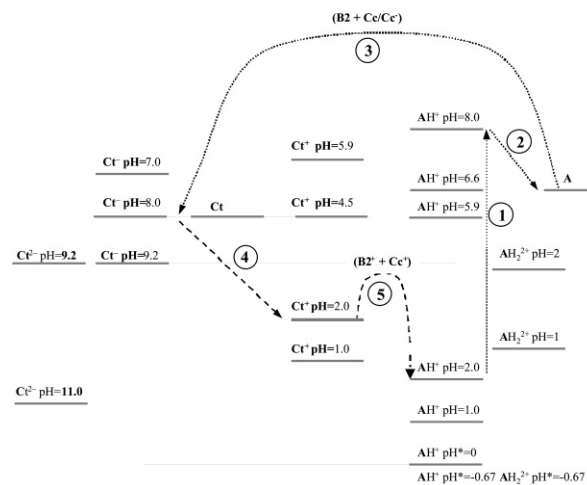 (B2 + Cc/Cc⁻)
3
AH⁺ pH=8.0
2
Ct⁺ pH=5.9
Ct⁻ pH=7.0
AH⁺ pH=6.6
A
Ct⁻ pH=8.0
Ct
Ct⁺ pH=4.5
AH⁺ pH=5.9
1
Ct²⁻ pH=9.2
Ct⁻ pH=9.2
4
(B2⁺ + Cc⁺)
AH₂²⁺ pH=2
5
Ct⁺ pH=2.0
AH₂²⁺ pH=1
Ct⁺ pH=1.0
AH⁺ pH=2.0
Ct²⁻ pH=11.0
AH⁺ pH=1.0
AH⁺ pH*=0
AH⁺ pH*=-0.67 AH₂²⁺ pH*=-0.67